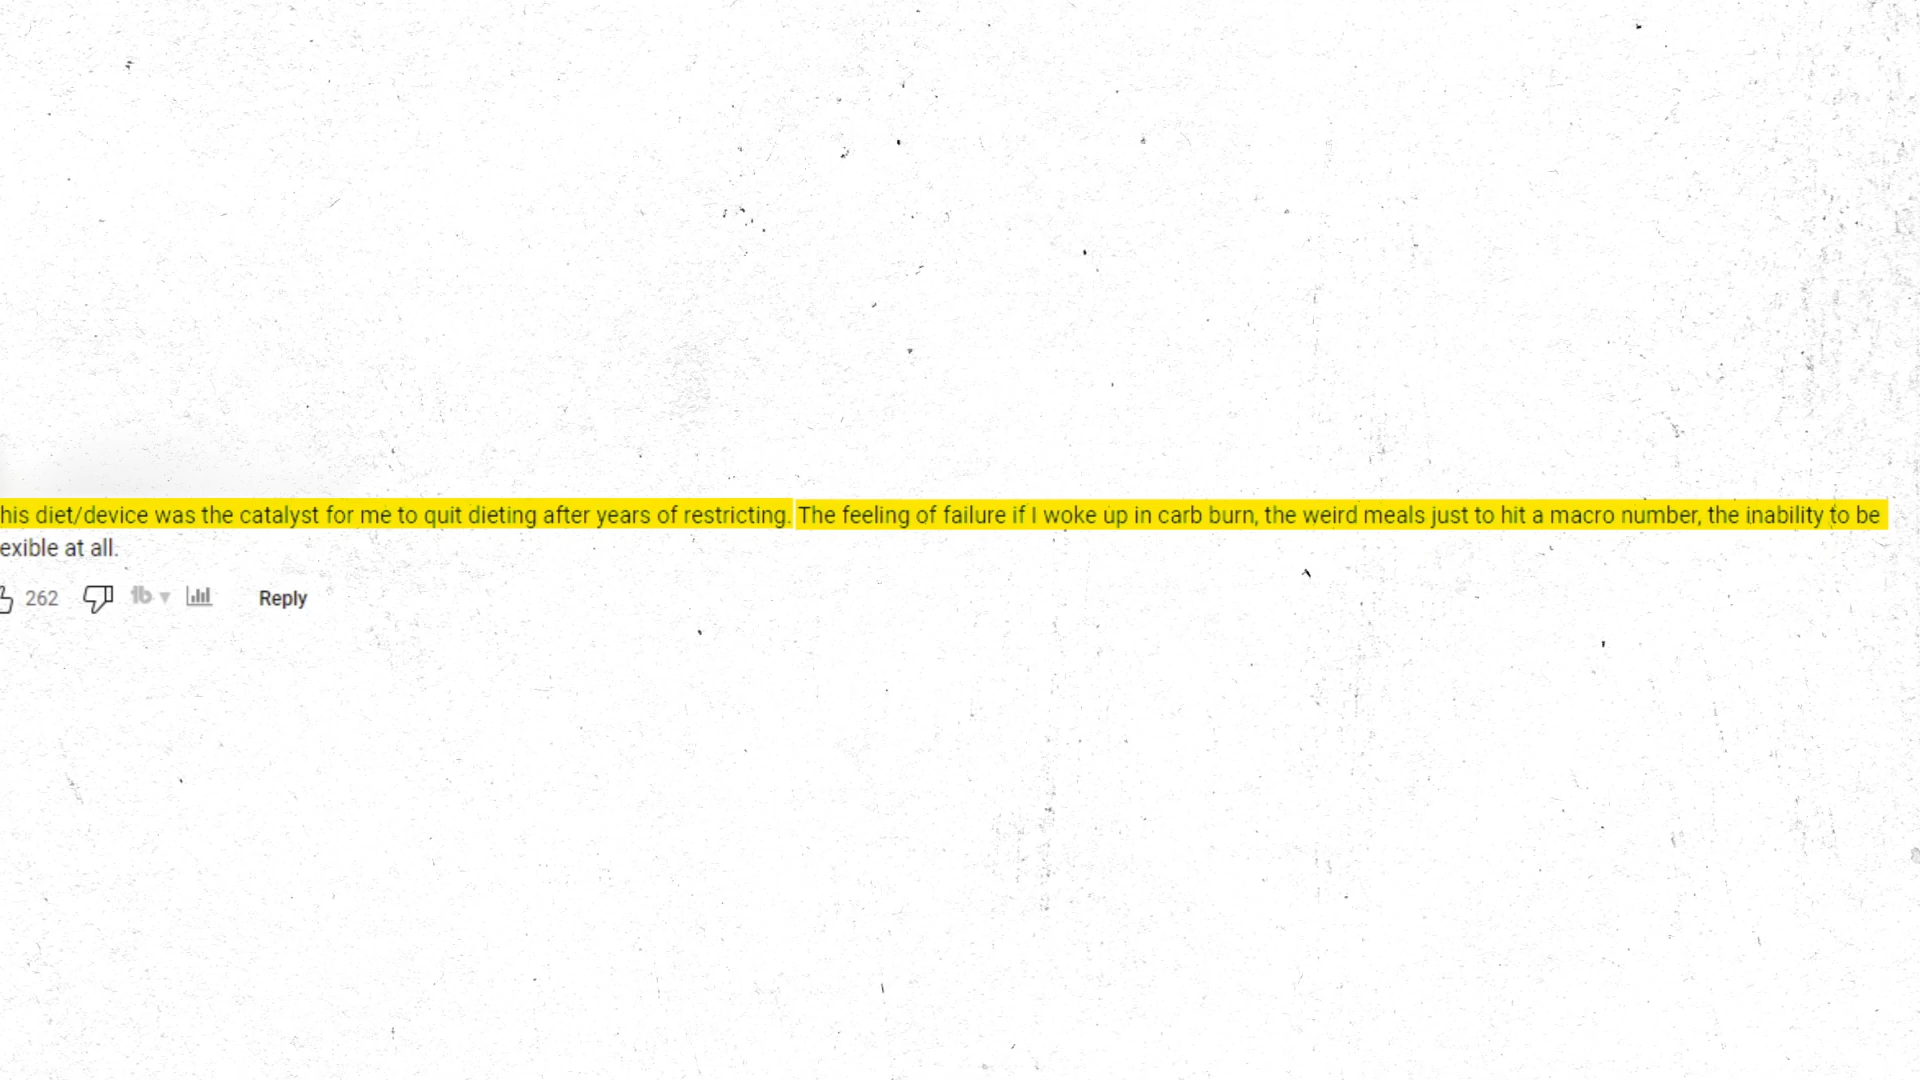 his diet/device was the catalyst for me to quit dieting after years of restricting. The feeling of failure if I woke up in carb burn, the weird meals just to hit a macro number, the inability to be
exible at all.
262 Reply